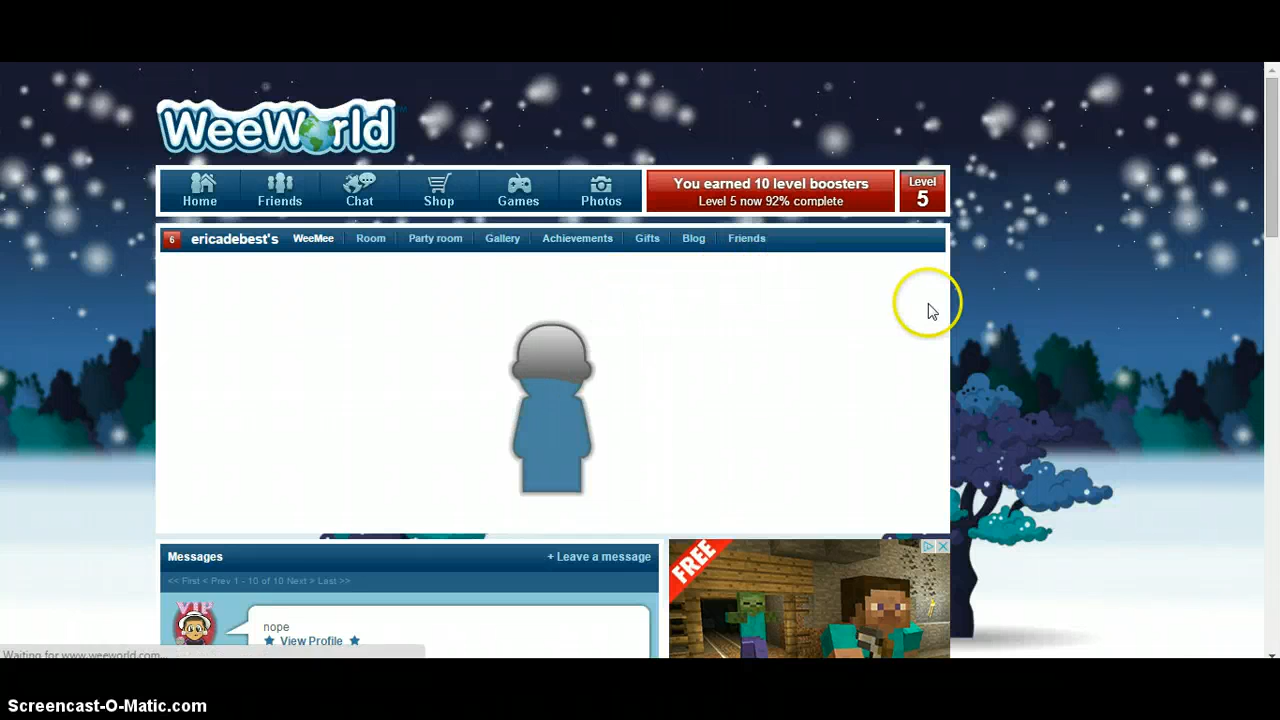 WeeWorld
Home Friends Chat Shop Games Photos
You earned 10 level boosters
Level 5 now 92% complete
Level
5
6 ericadebest's WeeMee Room Party room Gallery Achievements Gifts Blog Friends
Messages + Leave a message
<< First < Prev 1 - 10 of 10 Next > Last >>
FREE
VIP
nope
View Profile
Waiting for www.weeworld.com...
Screencast-O-Matic.com